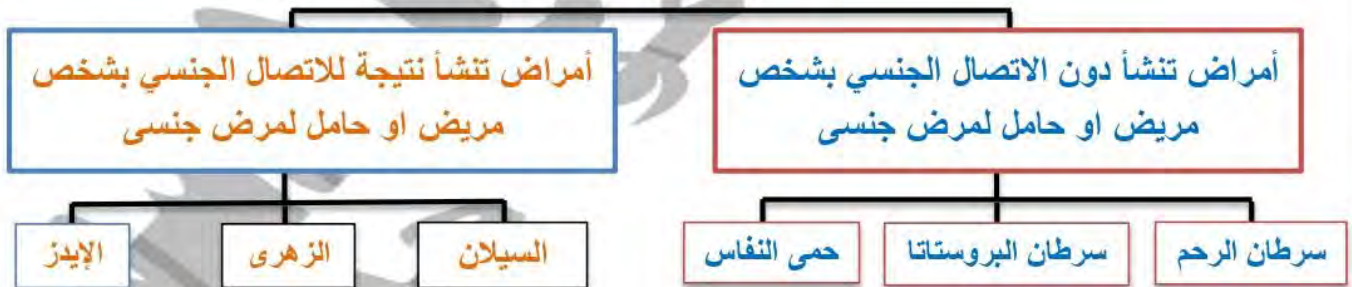 أمراض تنشأ دون الاتصال الجنسي بشخص
مريض او حامل لمرض جنسى
أمراض تنشأ نتيجة للاتصال الجنسي بشخص
مريض او حامل لمرض جنسى
سرطان الرحم
سرطان البروستاتا
حمى النفاس
السيلان
الزهرى
الإيدز